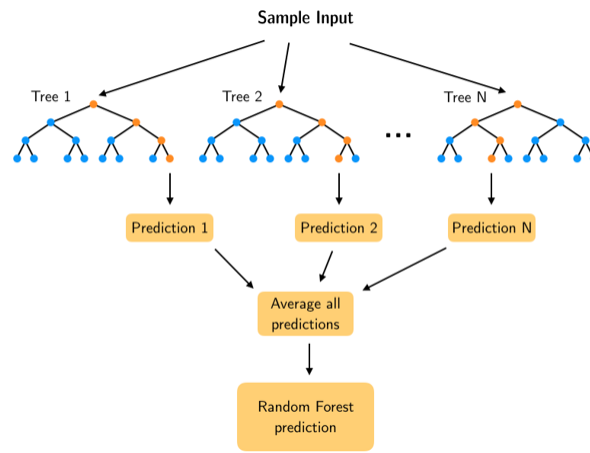 Sample Input
Tree 1
Tree 2
Tree N
...
Prediction 1
Prediction 2
Prediction N
Average all
predictions
Random Forest
prediction